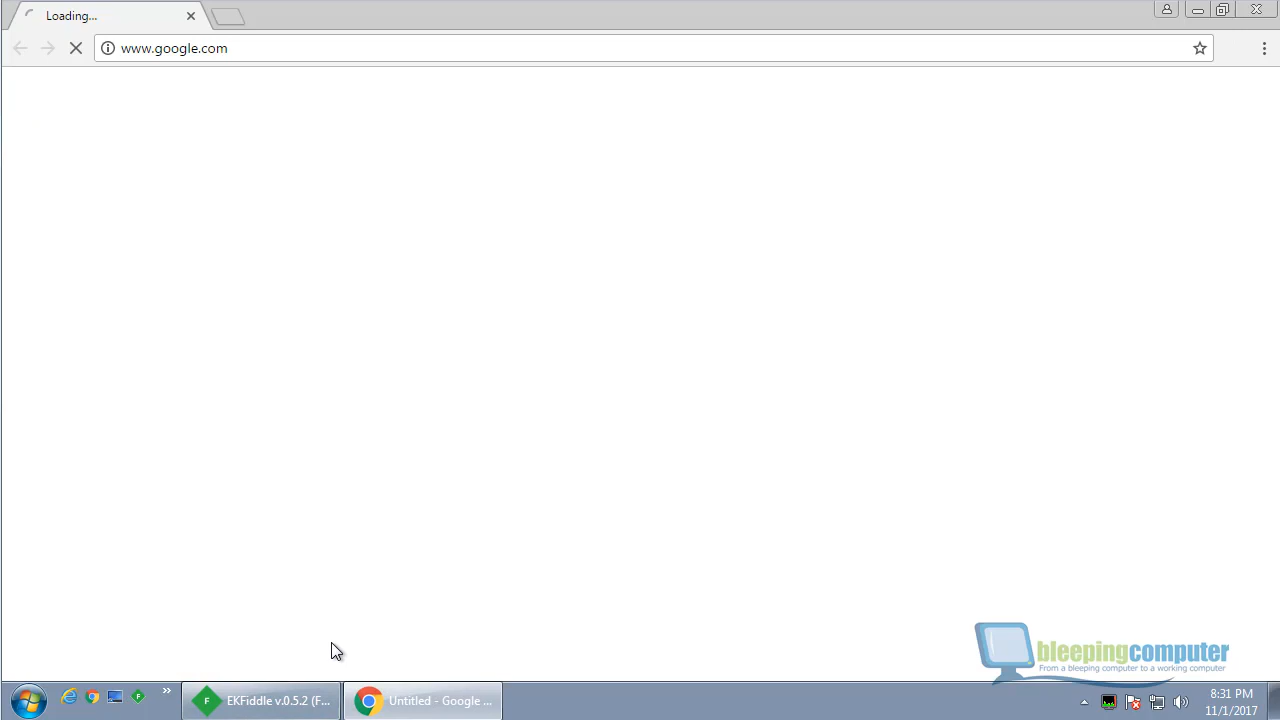 Loading...
www.google.com
bleepingcomputer
From a bleeping computer to a working computer
F
F
EKFiddle v.0.5.2 (F...
Untitled - Google ...
8:31 PM
11/1/2017